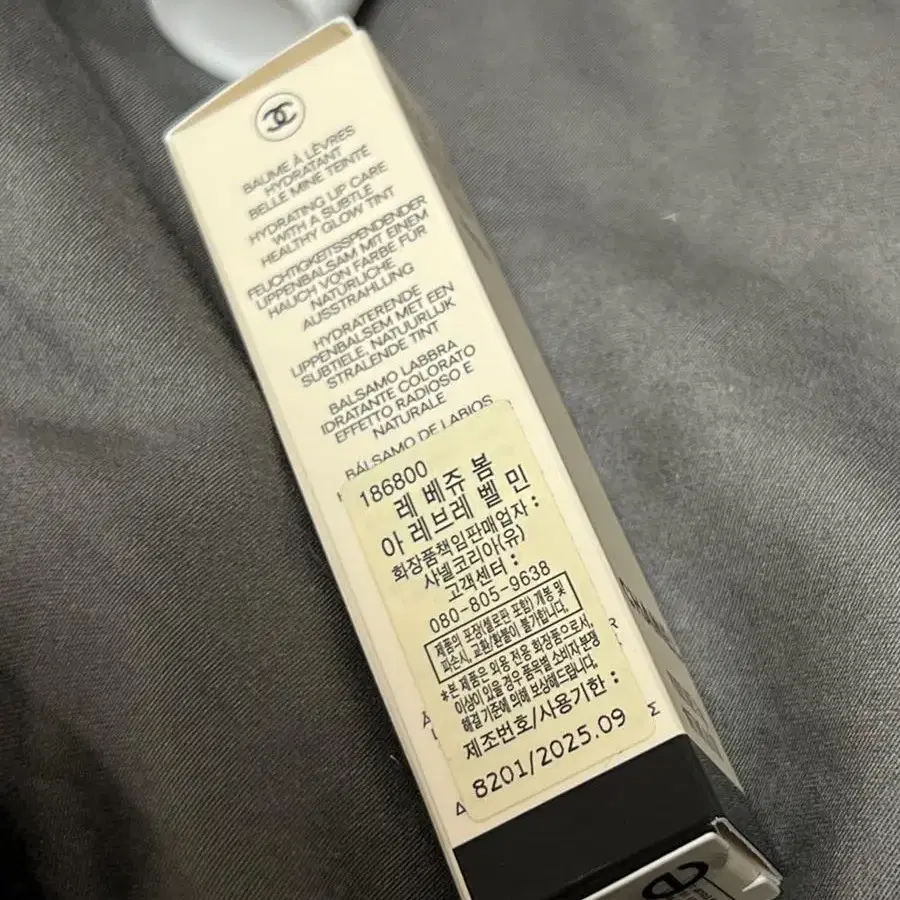 BAUME À LÈVRES
HYDRATANT
BELLE MINE TEINTÉ
HYDRATING LIP CARE
WITH A SUBTLE
HEALTHY GLOW TINT
FEUCHTIGKEITSSPENDENDER
LIPPENBALSAM MIT EINEM
HAUCH VON FARBE FÜR
NATÜRLICHE
AUSSTRAHLUNG
HYDRATERENDE
LIPPENBALSEM MET EEN
SUBTIELE, NATUURLIJK
STRALENDE TINT
BALSAMO LABBRA
IDRATANTE COLORATO
EFFETTO RADIOSO E
NATURALE
BÁLSAMO DE LABIOS
186800
레 베쥬 봄
아 레브레 벨 민
화장품책임판매업자 :
샤넬코리아(유)
고객센터 :
080-805-9638
제품의 포장(셀로판 포함) 개봉 및
파손시, 교환/환불이 불가합니다.
*본 제품은 외용 전용 화장품으로서,
이상이 있을 경우 품목별 소비자분쟁
해결 기준에 의해 보상해드립니다.
제조번호/사용기한 :
8201/2025.09